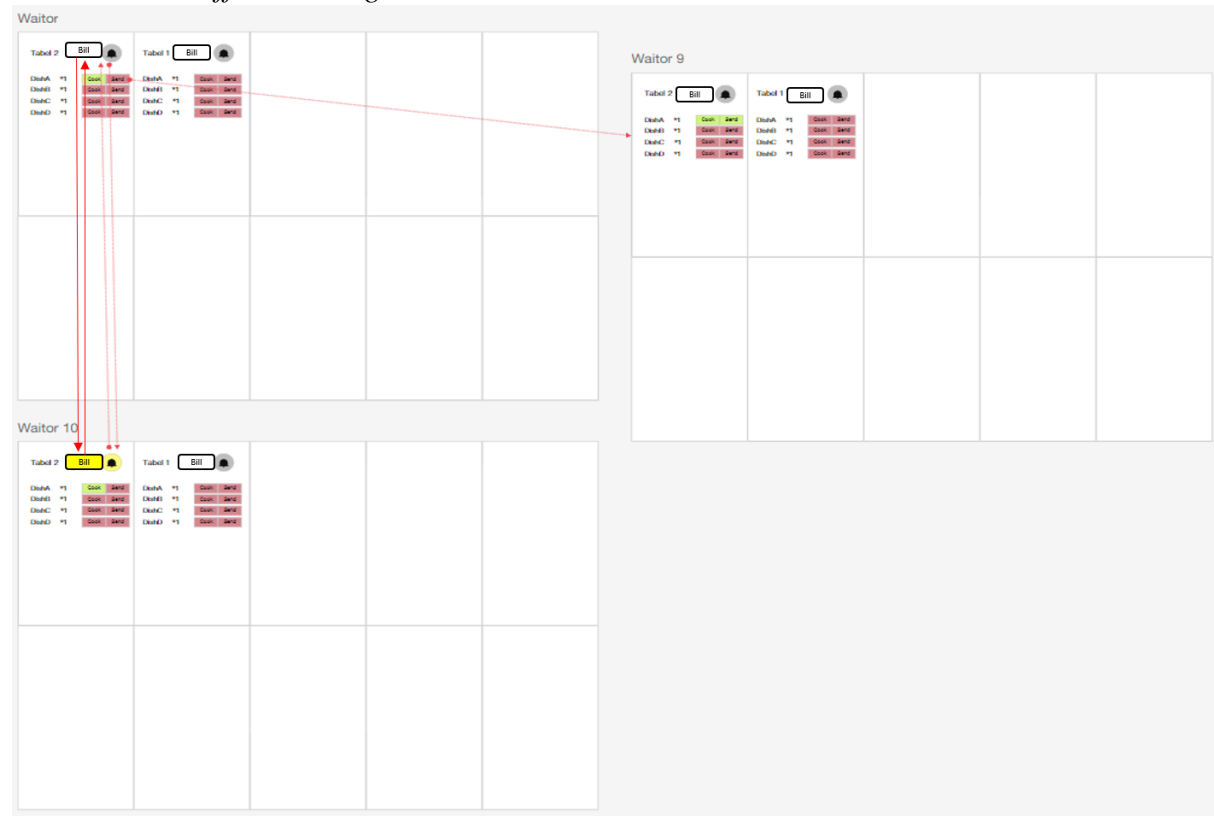 Waitor
Tabel 2 Bill Tabel 1 Bill
DishA *1 Cook Send DishA *1 Cook Send
DishB *1 Cook Send DishB *1 Cook Send
DishC *1 Cook Send DishC *1 Cook Send
DishD *1 Cook Send DishD *1 Cook Send
Waitor 9
Tabel 2 Bill Tabel 1 Bill
DishA *1 Cook Send DishA *1 Cook Send
DishB *1 Cook Send DishB *1 Cook Send
DishC *1 Cook Send DishC *1 Cook Send
DishD *1 Cook Send DishD *1 Cook Send
Waitor 10
Tabel 2 Bill Tabel 1 Bill
DishA *1 Cook Send DishA *1 Cook Send
DishB *1 Cook Send DishB *1 Cook Send
DishC *1 Cook Send DishC *1 Cook Send
DishD *1 Cook Send DishD *1 Cook Send